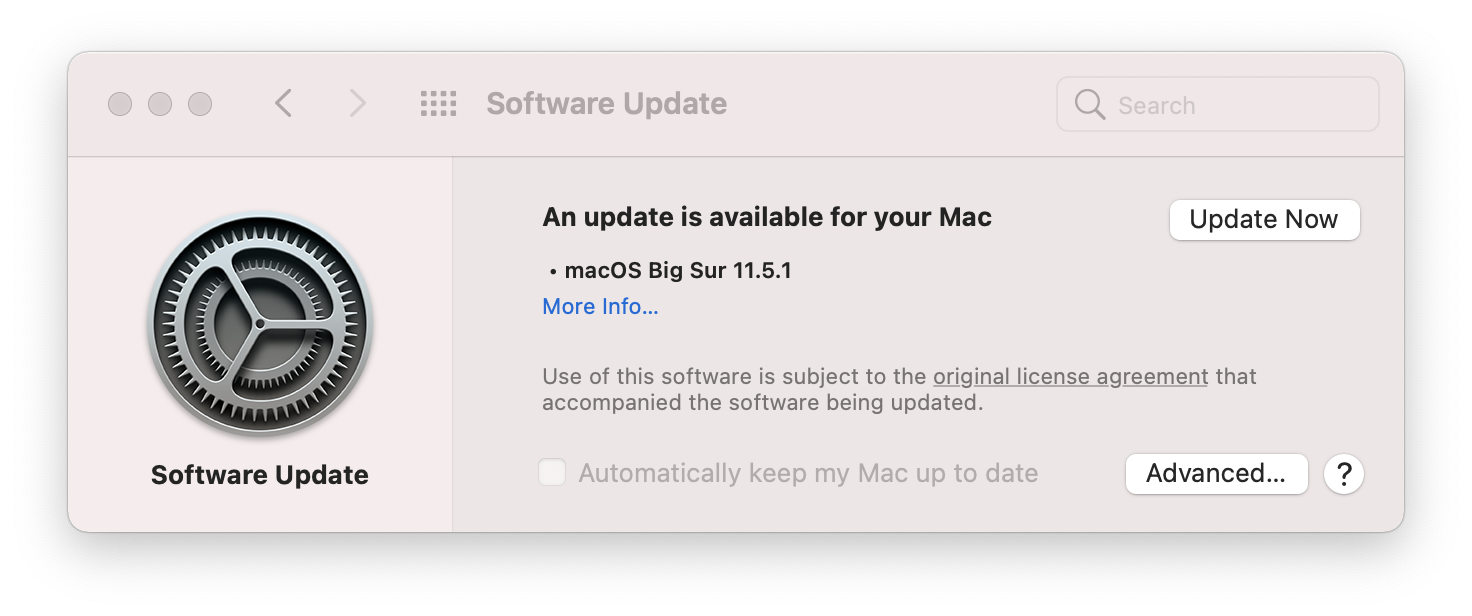 Software Update
Search
An update is available for your Mac
Update Now
• macOS Big Sur 11.5.1
More Info...
Use of this software is subject to the original license agreement that
accompanied the software being updated.
Software Update
Automatically keep my Mac up to date
Advanced...
?